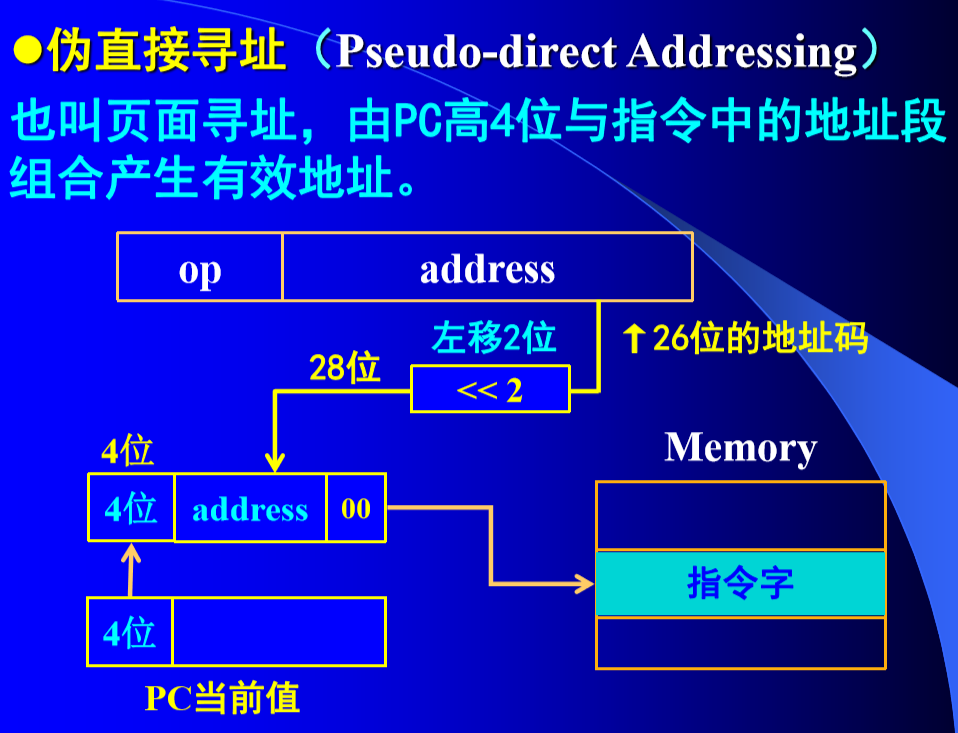 ●伪直接寻址（Pseudo-direct Addressing）
也叫页面寻址，由PC高4位与指令中的地址段
组合产生有效地址。
op address
左移2位 ↑26位的地址码
28位 << 2
4位 Memory
4位 address 00
指令字
4位
PC当前值